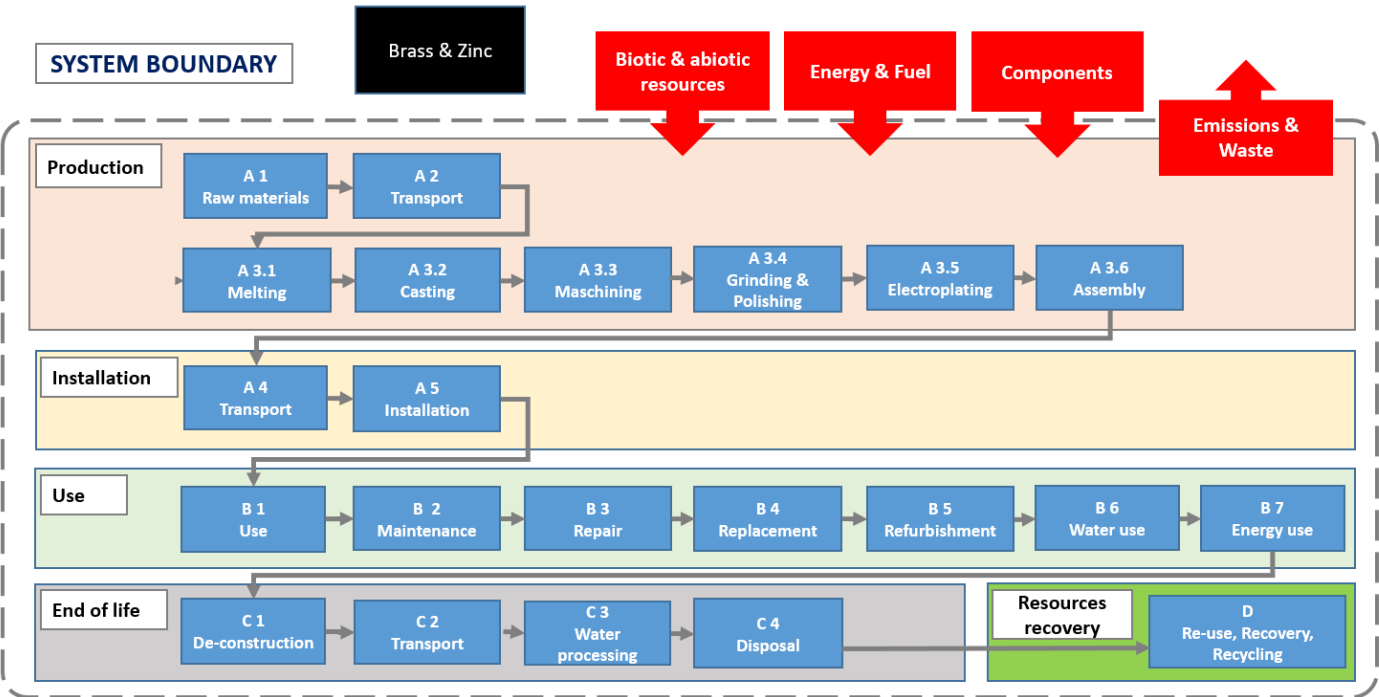 SYSTEM BOUNDARY
Brass & Zinc
Biotic & abiotic
resources
Energy & Fuel
Components
Emissions &
Waste
Production
A 1
Raw materials
A 2
Transport
A 3.1
Melting
A 3.2
Casting
A 3.3
Maschining
A 3.4
Grinding &
Polishing
A 3.5
Electroplating
A 3.6
Assembly
Installation
A 4
Transport
A 5
Installation
Use
B 1
Use
B 2
Maintenance
B 3
Repair
B 4
Replacement
B 5
Refurbishment
B 6
Water use
B 7
Energy use
End of life
C 1
De-construction
C 2
Transport
C 3
Water
processing
C 4
Disposal
Resources
recovery
D
Re-use, Recovery,
Recycling